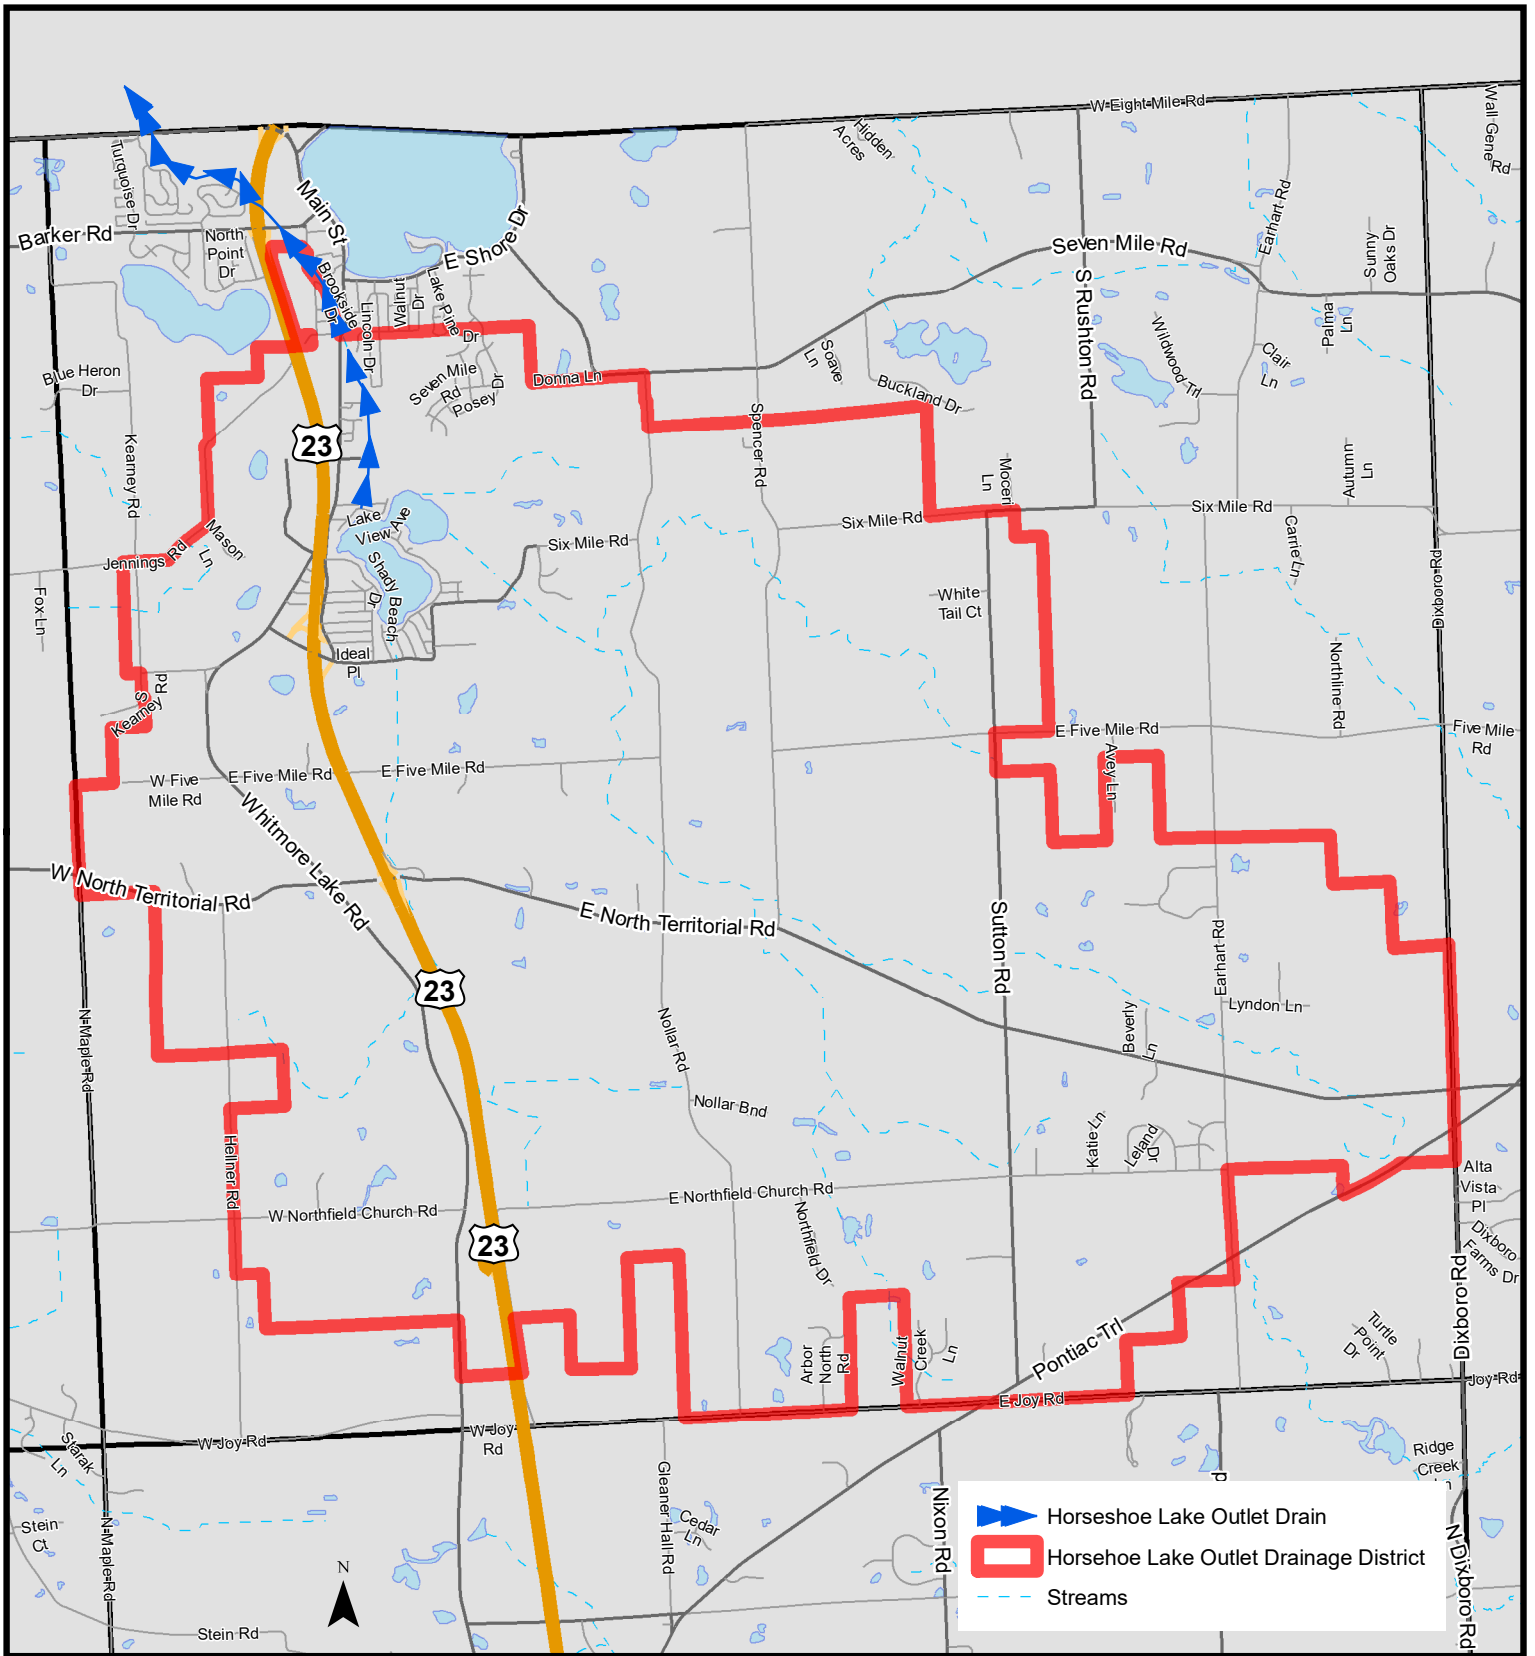 W Eight Mile Rd
Wall Gene
Rd
Hidden
Acres
Turquoise Dr
Main St
Barker Rd
North
Point
Dr
E Shore Dr
Seven Mile Rd
Earhart Rd
Sunny
Oaks Dr
S Rushton Rd
Brookside
Dr
Lincoln Dr
Walnut
Dr
Lake Pine
Dr
Palma
Ln
Wildwood Trl
Clair
Ln
Soave
Ln
Blue Heron
Dr
Seven Mile
Rd
Posey
Dr
Donna Ln
Buckland Dr
Spencer Rd
Kearney Rd
23
Moceri
Ln
Autumn
Ln
Six Mile Rd
Six Mile Rd
Six Mile Rd
Lake
View Ave
Mason
Ln
Jennings Rd
Shady Beach
Dr
Carrie Ln
Dixboro Rd
Fox Ln
White
Tail Ct
Ideal
Pl
S
Kearney
Rd
Northline Rd
E Five Mile Rd
Five Mile
Rd
W Five
Mile Rd
E Five Mile Rd
E Five Mile Rd
Avey Ln
Whitmore Lake Rd
W North Territorial Rd
E North Territorial Rd
Sutton Rd
Earhart Rd
23
Lyndon Ln
Beverly
Ln
N Maple Rd
Nollar Rd
Nollar Bnd
Katie Ln
Leland
Dr
Hellner Rd
E Northfield Church Rd
W Northfield Church Rd
Northfield Dr
Alta
Vista
Pl
Dixboro
Farms Dr
23
Dixboro Rd
Turtle
Point
Dr
Pontiac Trl
Arbor
North
Rd
Walnut
Creek
Ln
E Joy Rd
Joy Rd
W Joy Rd
W Joy
Rd
Starak
Ln
Gleaner Hall Rd
Cedar
Ln
Ridge
Creek
Nixon Rd
Stein
Ct
N Maple Rd
N
Stein Rd
N Dixboro Rd
Horseshoe Lake Outlet Drain
Horsehoe Lake Outlet Drainage District
Streams